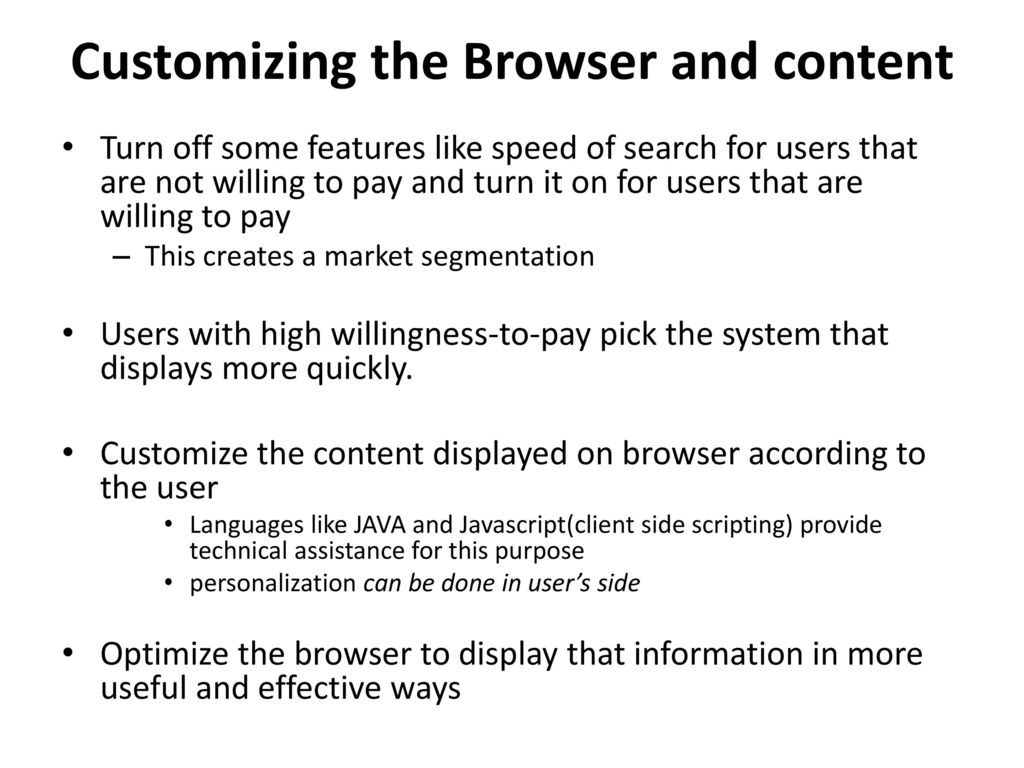 Customizing the Browser and content
• Turn off some features like speed of search for users that
are not willing to pay and turn it on for users that are
willing to pay
– This creates a market segmentation
• Users with high willingness-to-pay pick the system that
displays more quickly.
• Customize the content displayed on browser according to
the user
• Languages like JAVA and Javascript(client side scripting) provide
technical assistance for this purpose
• personalization can be done in user’s side
• Optimize the browser to display that information in more
useful and effective ways